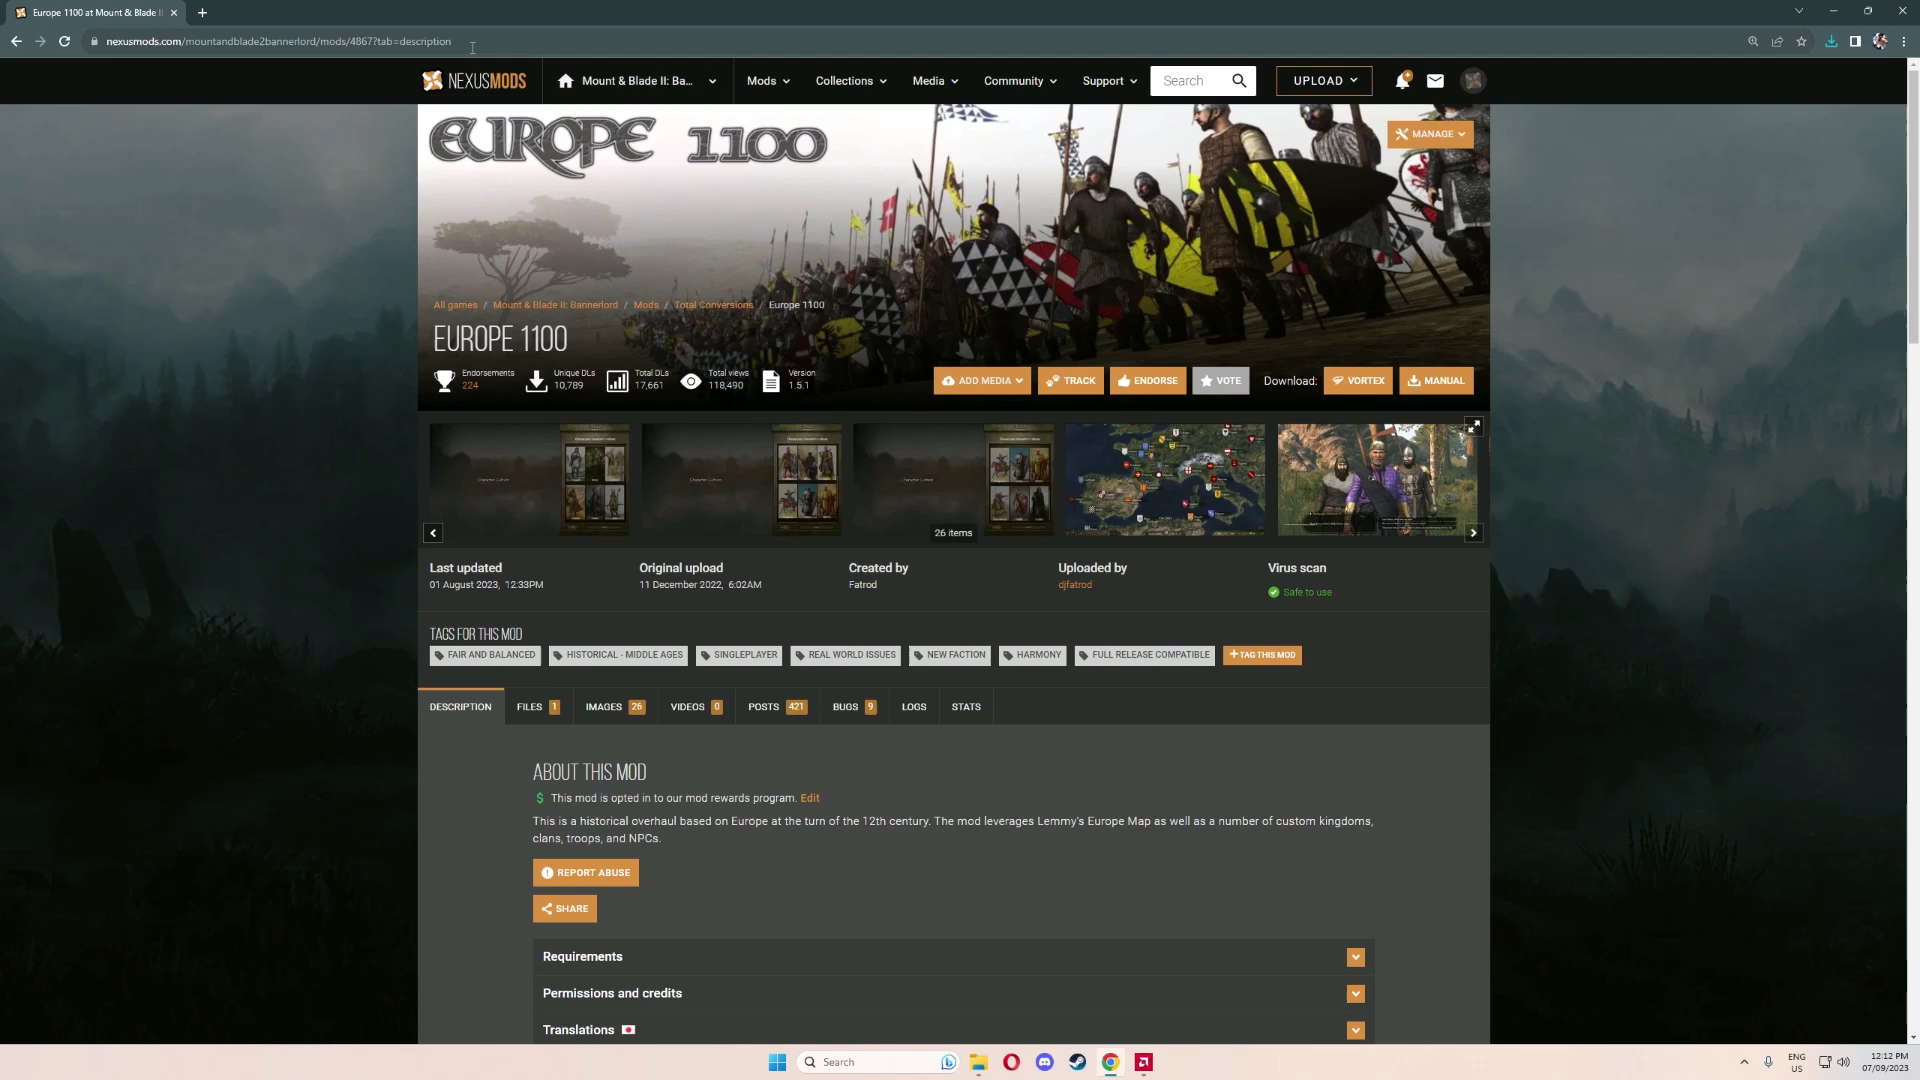 Europe 1100 at Mount & Blade II
nexusmods.com/mountandblade2bannerlord/mods/4867?tab=description
NEXUSMODS
Mount & Blade II: Ba...
Mods
Collections
Media
Community
Support
Search
UPLOAD
EUROPE 1100
MANAGE
All games / Mount & Blade II: Bannerlord / Mods / Total Conversions / Europe 1100
EUROPE 1100
Endorsements
224
Unique DLs
10,789
Total DLs
17,661
Total views
118,490
Version
1.5.1
ADD MEDIA
TRACK
ENDORSE
VOTE
Download:
VORTEX
MANUAL
26 items
Last updated
01 August 2023, 12:33PM
Original upload
11 December 2022, 6:02AM
Created by
Fatrod
Uploaded by
djfatrod
Virus scan
Safe to use
TAGS FOR THIS MOD
FAIR AND BALANCED
HISTORICAL - MIDDLE AGES
SINGLEPLAYER
REAL WORLD ISSUES
NEW FACTION
HARMONY
FULL RELEASE COMPATIBLE
+ TAG THIS MOD
DESCRIPTION
FILES 1
IMAGES 26
VIDEOS 0
POSTS 421
BUGS 9
LOGS
STATS
ABOUT THIS MOD
$ This mod is opted in to our mod rewards program. Edit
This is a historical overhaul based on Europe at the turn of the 12th century. The mod leverages Lemmy's Europe Map as well as a number of custom kingdoms,
clans, troops, and NPCs.
REPORT ABUSE
SHARE
Requirements
Permissions and credits
Translations
Search
ENG
US
12:12 PM
07/09/2023